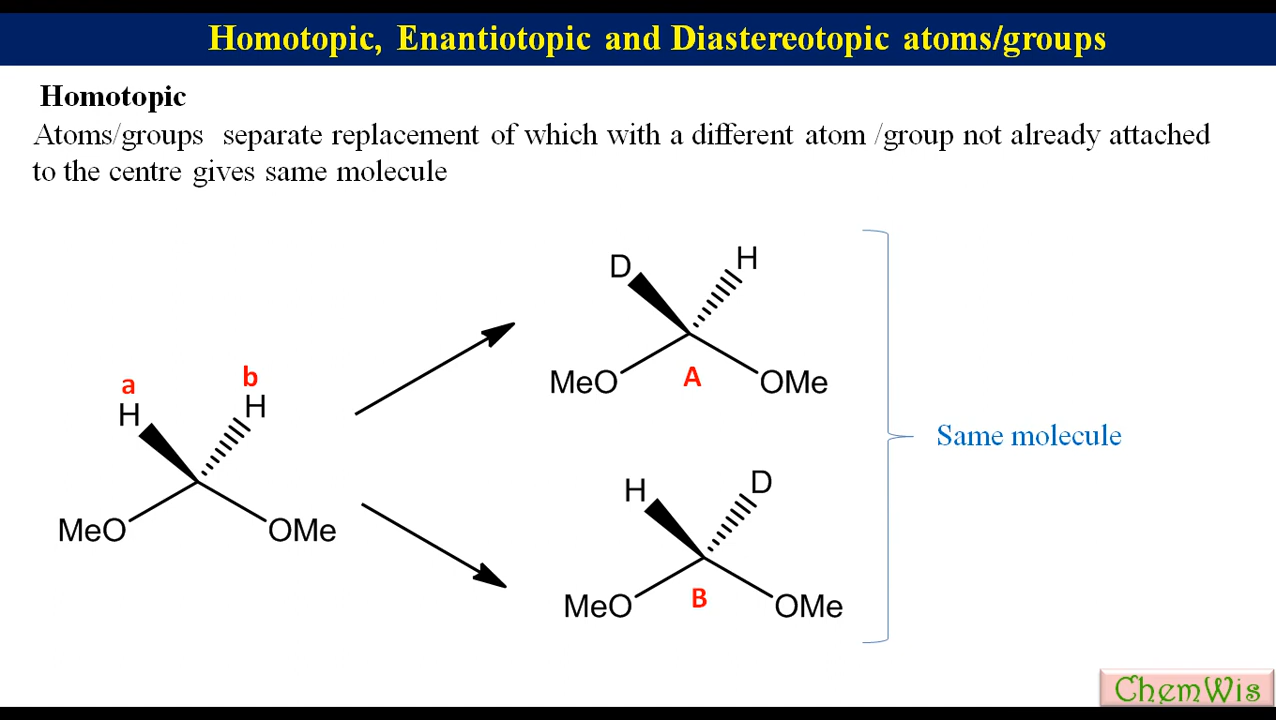 Homotopic, Enantiotopic and Diastereotopic atoms/groups
Homotopic
Atoms/groups separate replacement of which with a different atom /group not already attached
to the centre gives same molecule
D
H
MeO
A
OMe
a
b
H
H
MeO
OMe
Same molecule
H
D
MeO
B
OMe
ChemWis